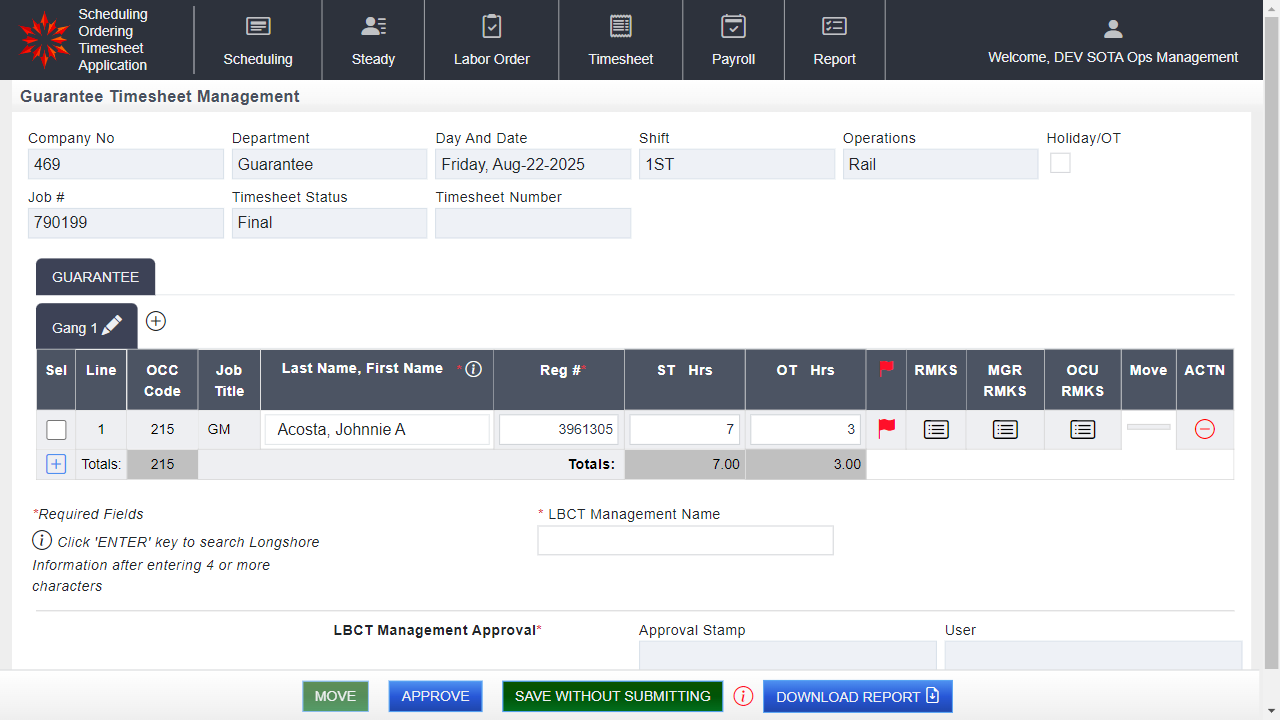 Scheduling
Ordering
Timesheet
Application
Scheduling
Steady
Labor Order
Timesheet
Payroll
Report
Welcome, DEV SOTA Ops Management
Guarantee Timesheet Management
Company No
Department
Day And Date
Shift
Operations
Holiday/OT
469
Guarantee
Friday, Aug-22-2025
1ST
Rail
Job #
Timesheet Status
Timesheet Number
790199
Final
GUARANTEE
Gang 1
Sel
Line
OCC Code
Job Title
Last Name, First Name *
Reg #*
ST Hrs
OT Hrs
RMKS
MGR RMKS
OCU RMKS
Move
ACTN
1
215
GM
Acosta, Johnnie A
3961305
7
3
Totals:
215
Totals:
7.00
3.00
*Required Fields
* LBCT Management Name
Click 'ENTER' key to search Longshore
Information after entering 4 or more
characters
LBCT Management Approval*
Approval Stamp
User
MOVE
APPROVE
SAVE WITHOUT SUBMITTING
DOWNLOAD REPORT